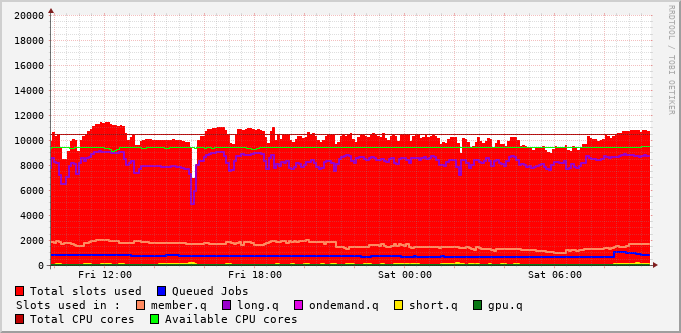 20000
18000
16000
14000
12000
10000
8000
6000
4000
2000
0
Fri 12:00 Fri 18:00 Sat 00:00 Sat 06:00
RRDTOOL / TOBI OETIKER
Total slots used Queued Jobs
Slots used in : member.q long.q ondemand.q short.q gpu.q
Total CPU cores Available CPU cores